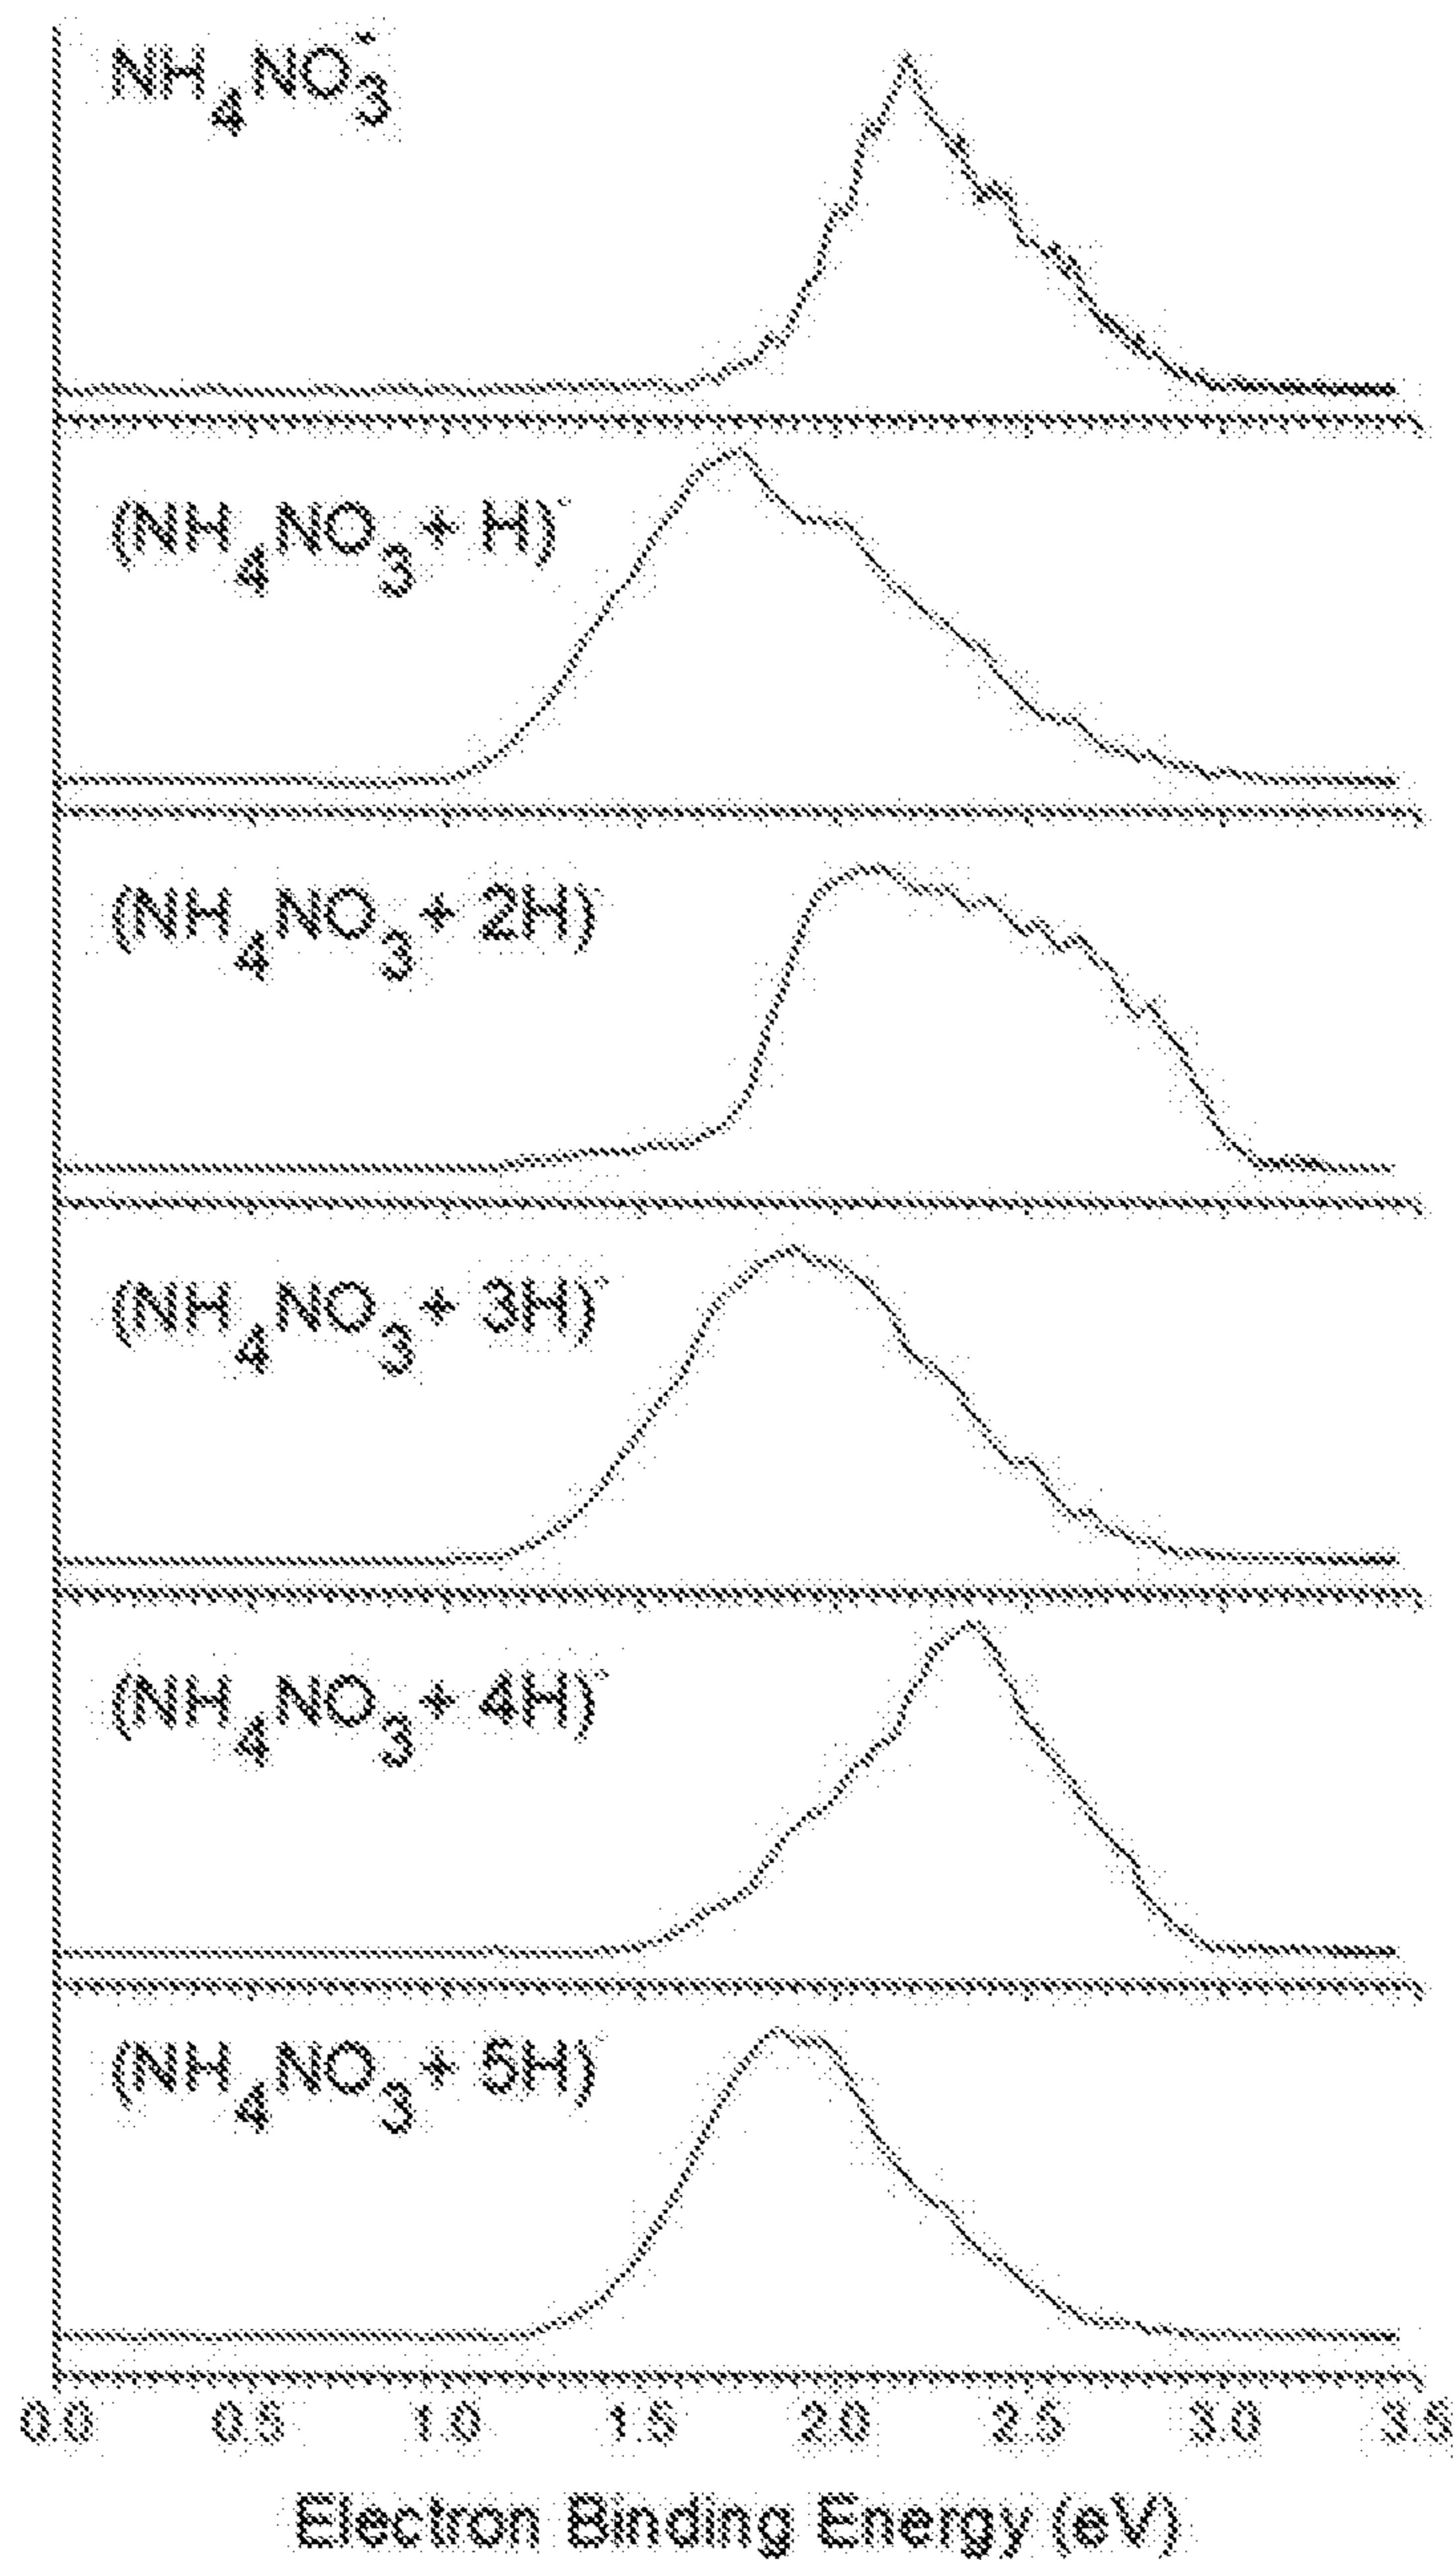 NH₄NO₃⁻
(NH₄NO₃ + H)⁻
(NH₄NO₃ + 2H)⁻
(NH₄NO₃ + 3H)⁻
(NH₄NO₃ + 4H)⁻
(NH₄NO₃ + 5H)⁻
0.0 0.5 1.0 1.5 2.0 2.5 3.0 3.5
Electron Binding Energy (eV)